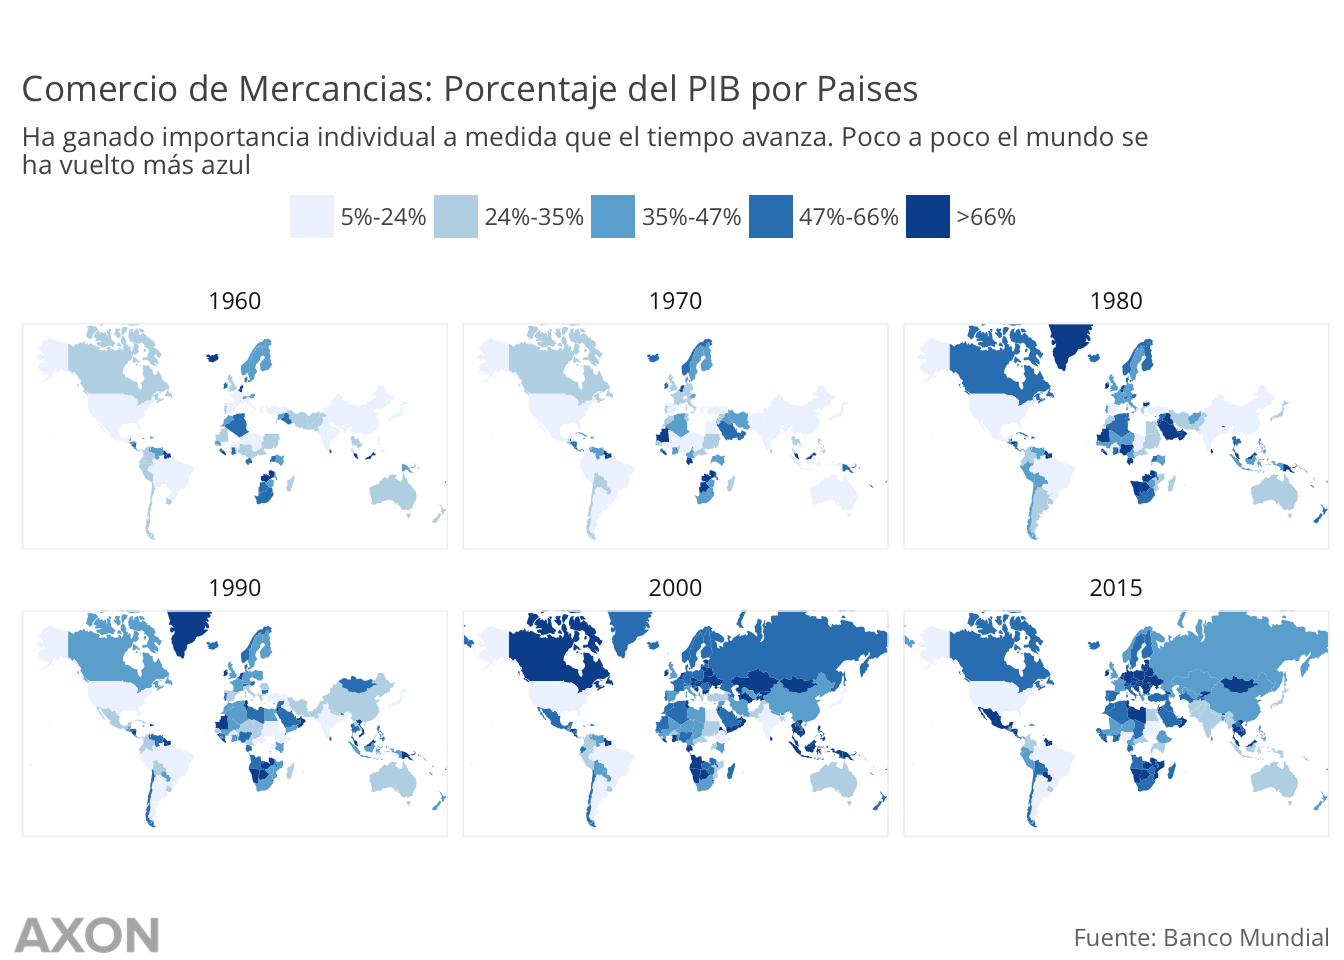 Comercio de Mercancias: Porcentaje del PIB por Paises
Ha ganado importancia individual a medida que el tiempo avanza. Poco a poco el mundo se
ha vuelto más azul
5%-24% 24%-35% 35%-47% 47%-66% >66%
1960 1970 1980
1990 2000 2015
AXON Fuente: Banco Mundial